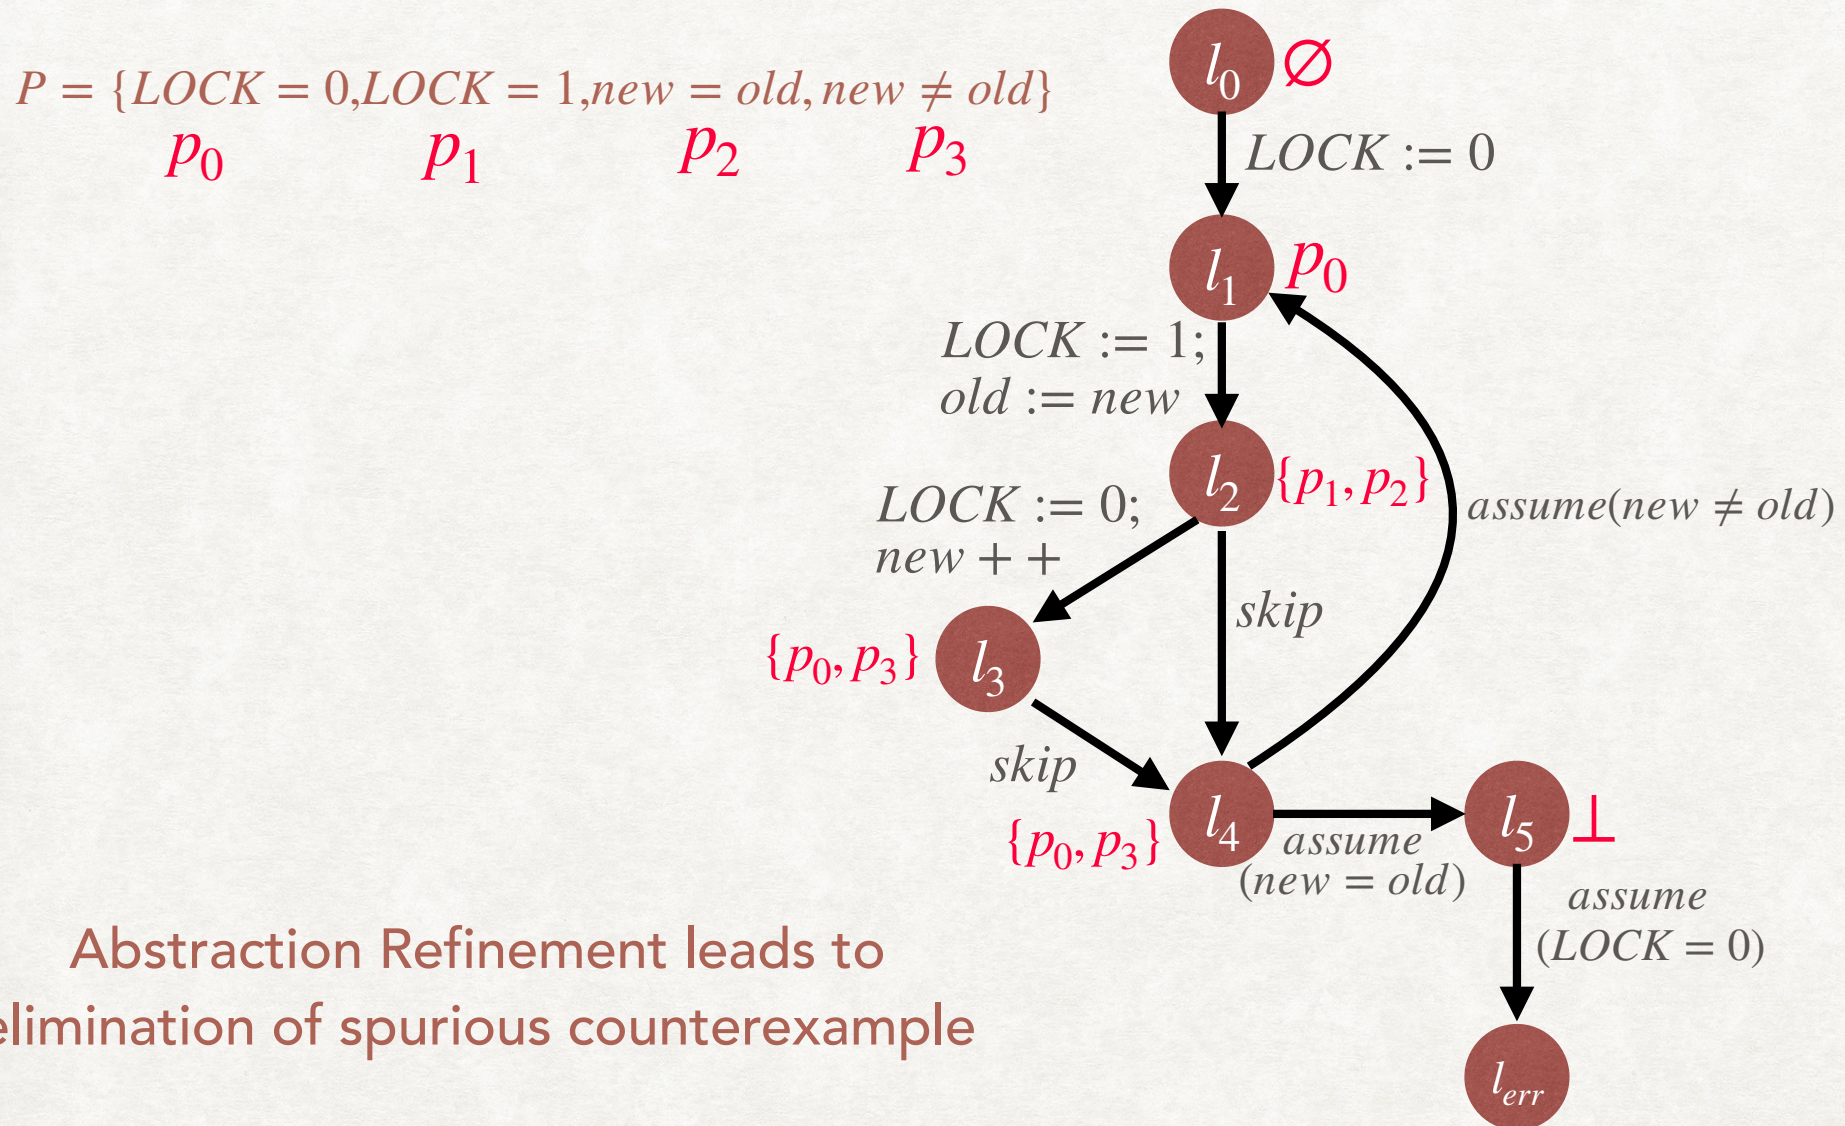 P = {LOCK = 0,LOCK = 1,new = old, new ≠ old}
p₀ p₁ p₂ p₃
l₀ ∅
LOCK := 0
l₁ p₀
LOCK := 1;
old := new
l₂ {p₁, p₂}
assume(new ≠ old)
LOCK := 0;
new + +
skip
{p₀, p₃} l₃
skip
{p₀, p₃} l₄
assume
(new = old)
l₅ ⊥
assume
(LOCK = 0)
Abstraction Refinement leads to
elimination of spurious counterexample
lₑᵣᵣ